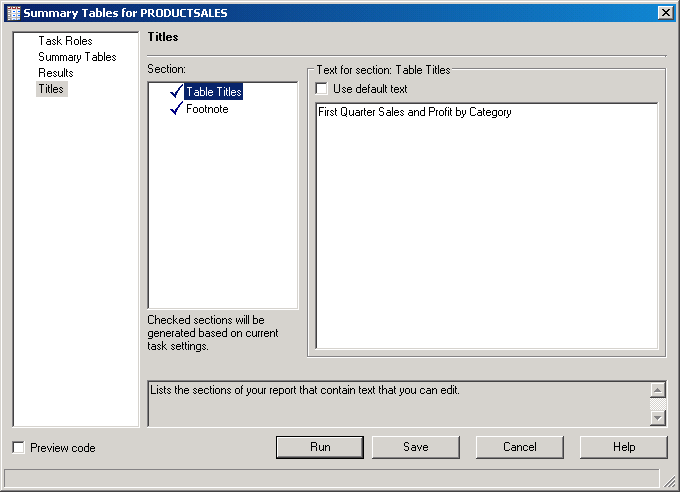 Summary Tables for PRODUCTSALES
Task Roles
Summary Tables
Results
Titles
Titles
Section:
Table Titles
Footnote
Checked sections will be
generated based on current
task settings.
Text for section: Table Titles
Use default text
First Quarter Sales and Profit by Category
Lists the sections of your report that contain text that you can edit.
Preview code
Run
Save
Cancel
Help